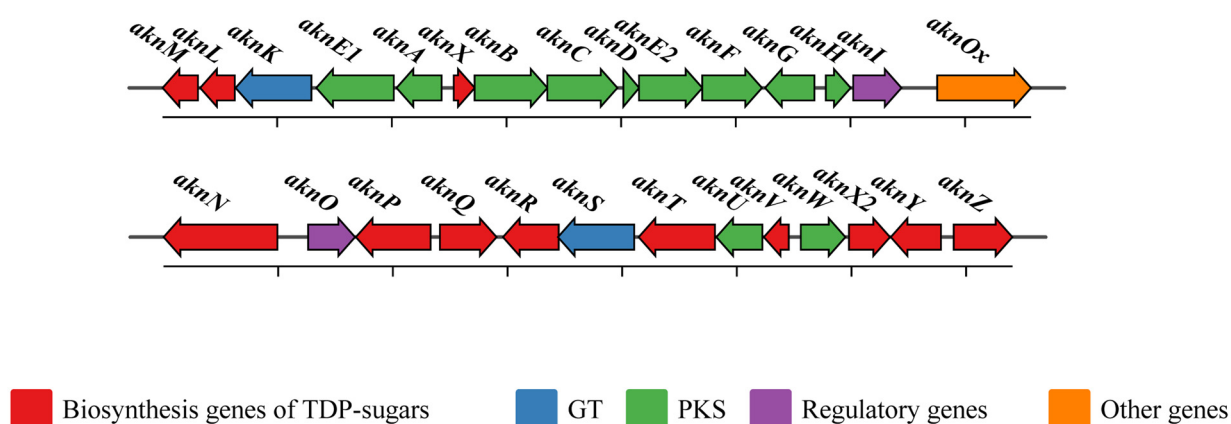 aknM aknL aknK aknE1 aknA aknX aknB aknC aknD aknE2 aknF aknG aknH aknI aknOx
aknN aknO aknP aknQ aknR aknS aknT aknU aknV aknW aknX2 aknY aknZ
Biosynthesis genes of TDP-sugars GT PKS Regulatory genes Other genes